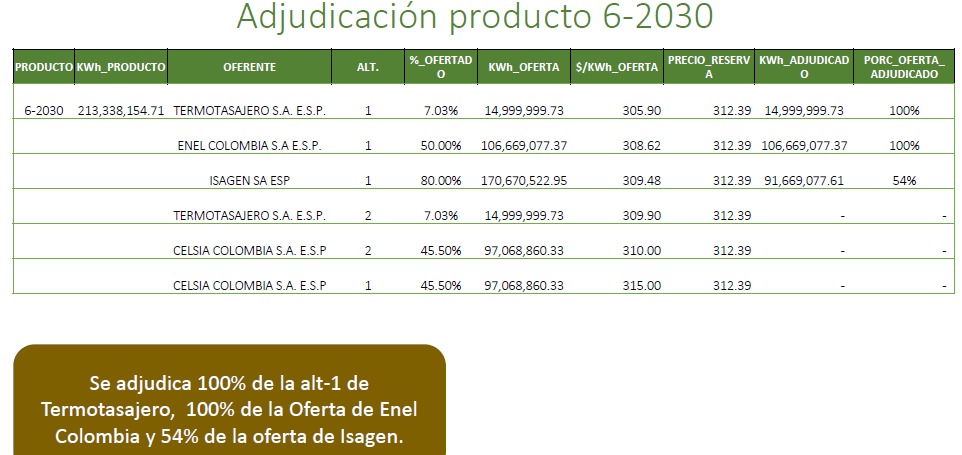 Adjudicación producto 6-2030
PRODUCTO KWh_PRODUCTO OFERENTE ALT. %_OFERTAD O KWh_OFERTA $/KWh_OFERTA PRECIO_RESERV A KWh_ADJUDICAD O PORC_OFERTA_ ADJUDICADO
6-2030 213,338,154.71 TERMOTASAJERO S.A. E.S.P. 1 7.03% 14,999,999.73 305.90 312.39 14,999,999.73 100%
ENEL COLOMBIA S.A E.S.P. 1 50.00% 106,669,077.37 308.62 312.39 106,669,077.37 100%
ISAGEN SA ESP 1 80.00% 170,670,522.95 309.48 312.39 91,669,077.61 54%
TERMOTASAJERO S.A. E.S.P. 2 7.03% 14,999,999.73 309.90 312.39 - -
CELSIA COLOMBIA S.A. E.S.P 2 45.50% 97,068,860.33 310.00 312.39 - -
CELSIA COLOMBIA S.A. E.S.P 1 45.50% 97,068,860.33 315.00 312.39 - -
Se adjudica 100% de la alt-1 de
Termotasajero, 100% de la Oferta de Enel
Colombia y 54% de la oferta de Isagen.